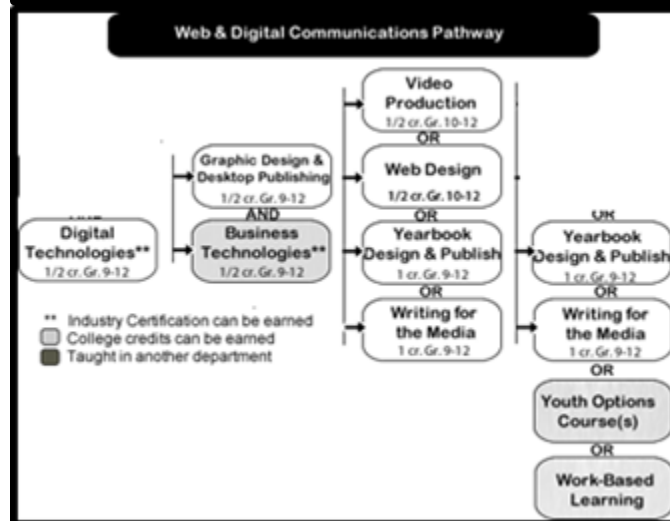 Web & Digital Communications Pathway
Digital
Technologies**
1/2 cr. Gr. 9-12
Graphic Design &
Desktop Publishing
1/2 cr. Gr. 9-12
AND
Business
Technologies**
1/2 cr. Gr. 9-12
Video
Production
1/2 cr. Gr. 10-12
OR
Web Design
1/2 cr. Gr. 10-12
OR
Yearbook
Design & Publish
1 cr. Gr. 9-12
OR
Writing for
the Media
1 cr. Gr. 9-12
OR
Yearbook
Design & Publish
1 cr. Gr. 9-12
OR
Writing for
the Media
1 cr. Gr. 9-12
OR
Youth Options
Course(s)
OR
Work-Based
Learning
** Industry Certification can be earned
College credits can be earned
Taught in another department